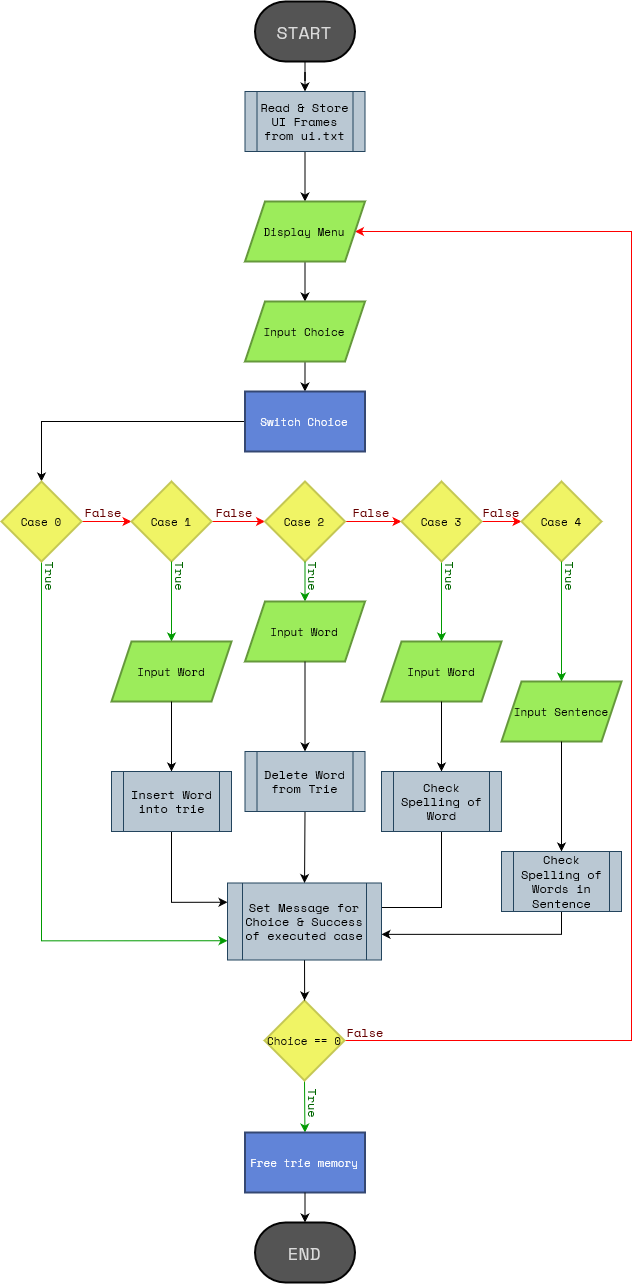 START
Read & Store
UI Frames
from ui.txt
Display Menu
Input Choice
Switch Choice
Case 0
False
Case 1
False
Case 2
False
Case 3
False
Case 4
True
True
True
True
True
Input Word
Input Word
Input Word
Input Sentence
Insert Word
into trie
Delete Word
from Trie
Check
Spelling of
Word
Check
Spelling of
Words in
Sentence
Set Message for
Choice & Success
of executed case
Choice == 0
False
True
Free trie memory
END